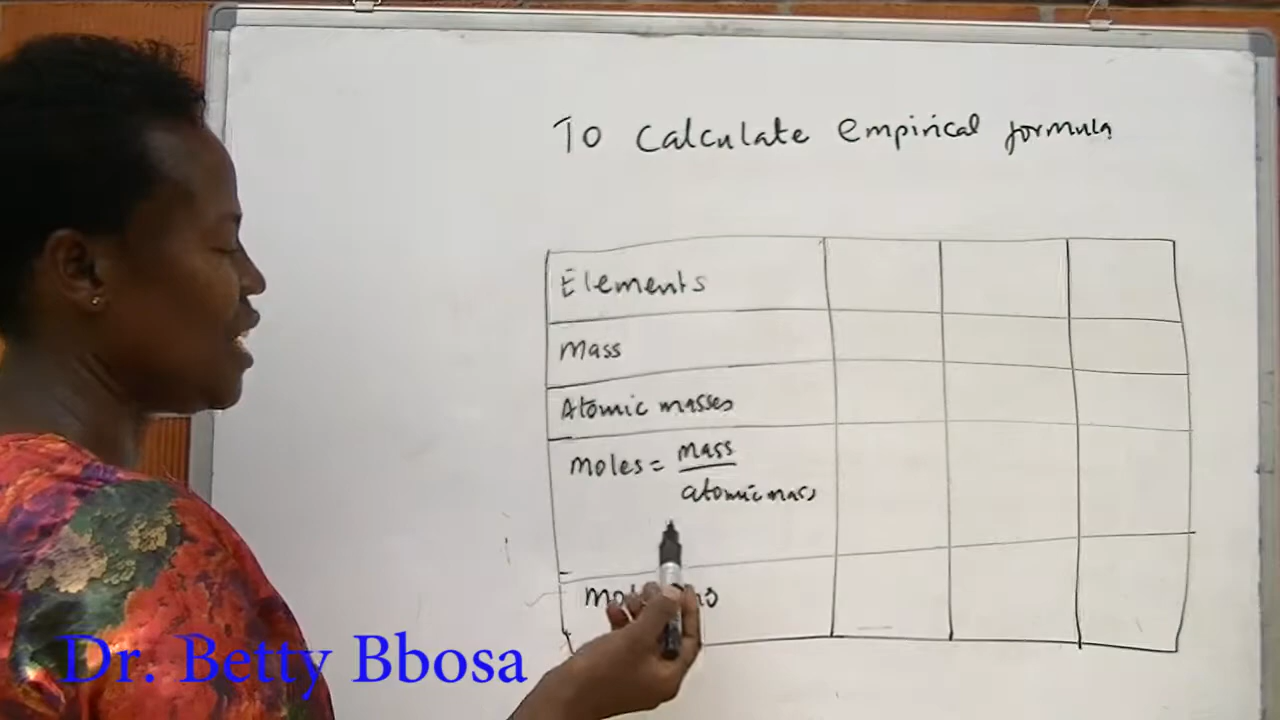 To Calculate empirical formula
Elements
Mass
Atomic masses
Moles = mass
atomic mass
Dr. Betty Bbosa